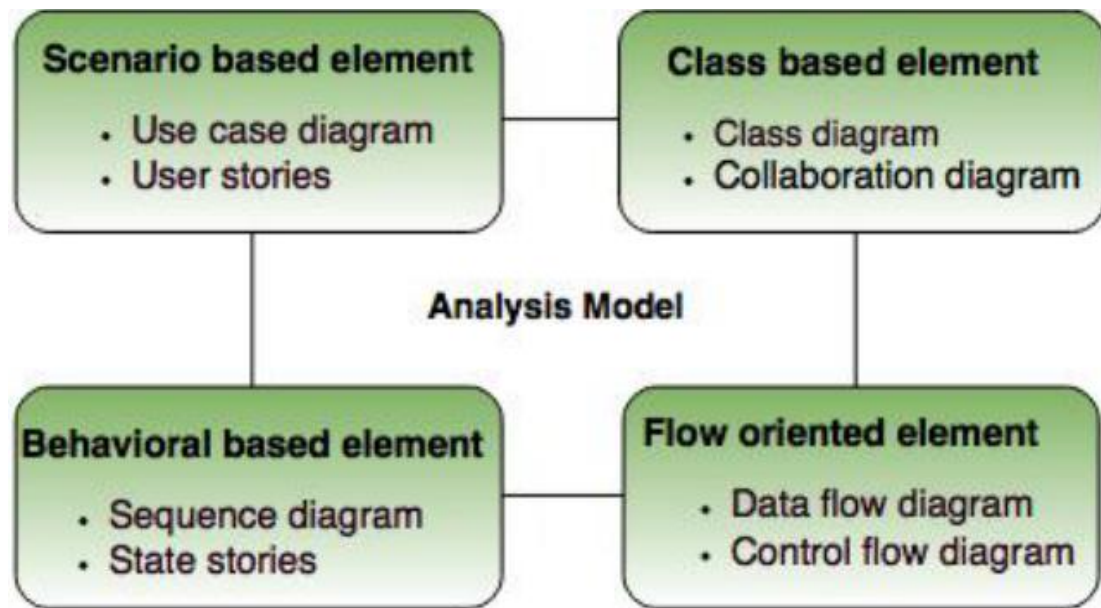 Scenario based element
• Use case diagram
• User stories
Class based element
• Class diagram
• Collaboration diagram
Analysis Model
Behavioral based element
• Sequence diagram
• State stories
Flow oriented element
• Data flow diagram
• Control flow diagram